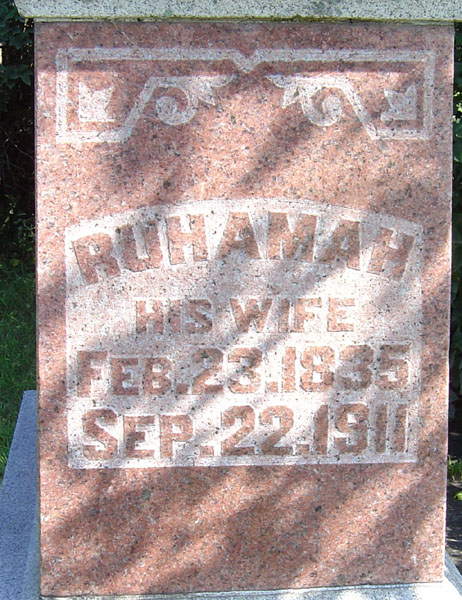 RUHAMAH
HIS WIFE
FEB. 23. 1835
SEP. 22. 1911